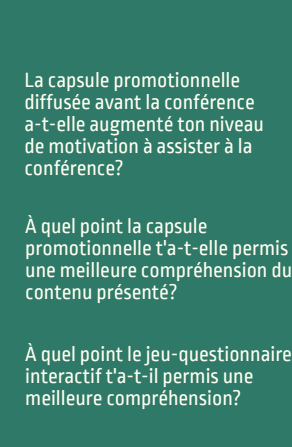 La capsule promotionnelle
diffusée avant la conférence
a-t-elle augmenté ton niveau
de motivation à assister à la
conférence?
À quel point la capsule
promotionnelle t'a-t-elle permis
une meilleure compréhension du
contenu présenté?
À quel point le jeu-questionnaire
interactif t'a-t-il permis une
meilleure compréhension?